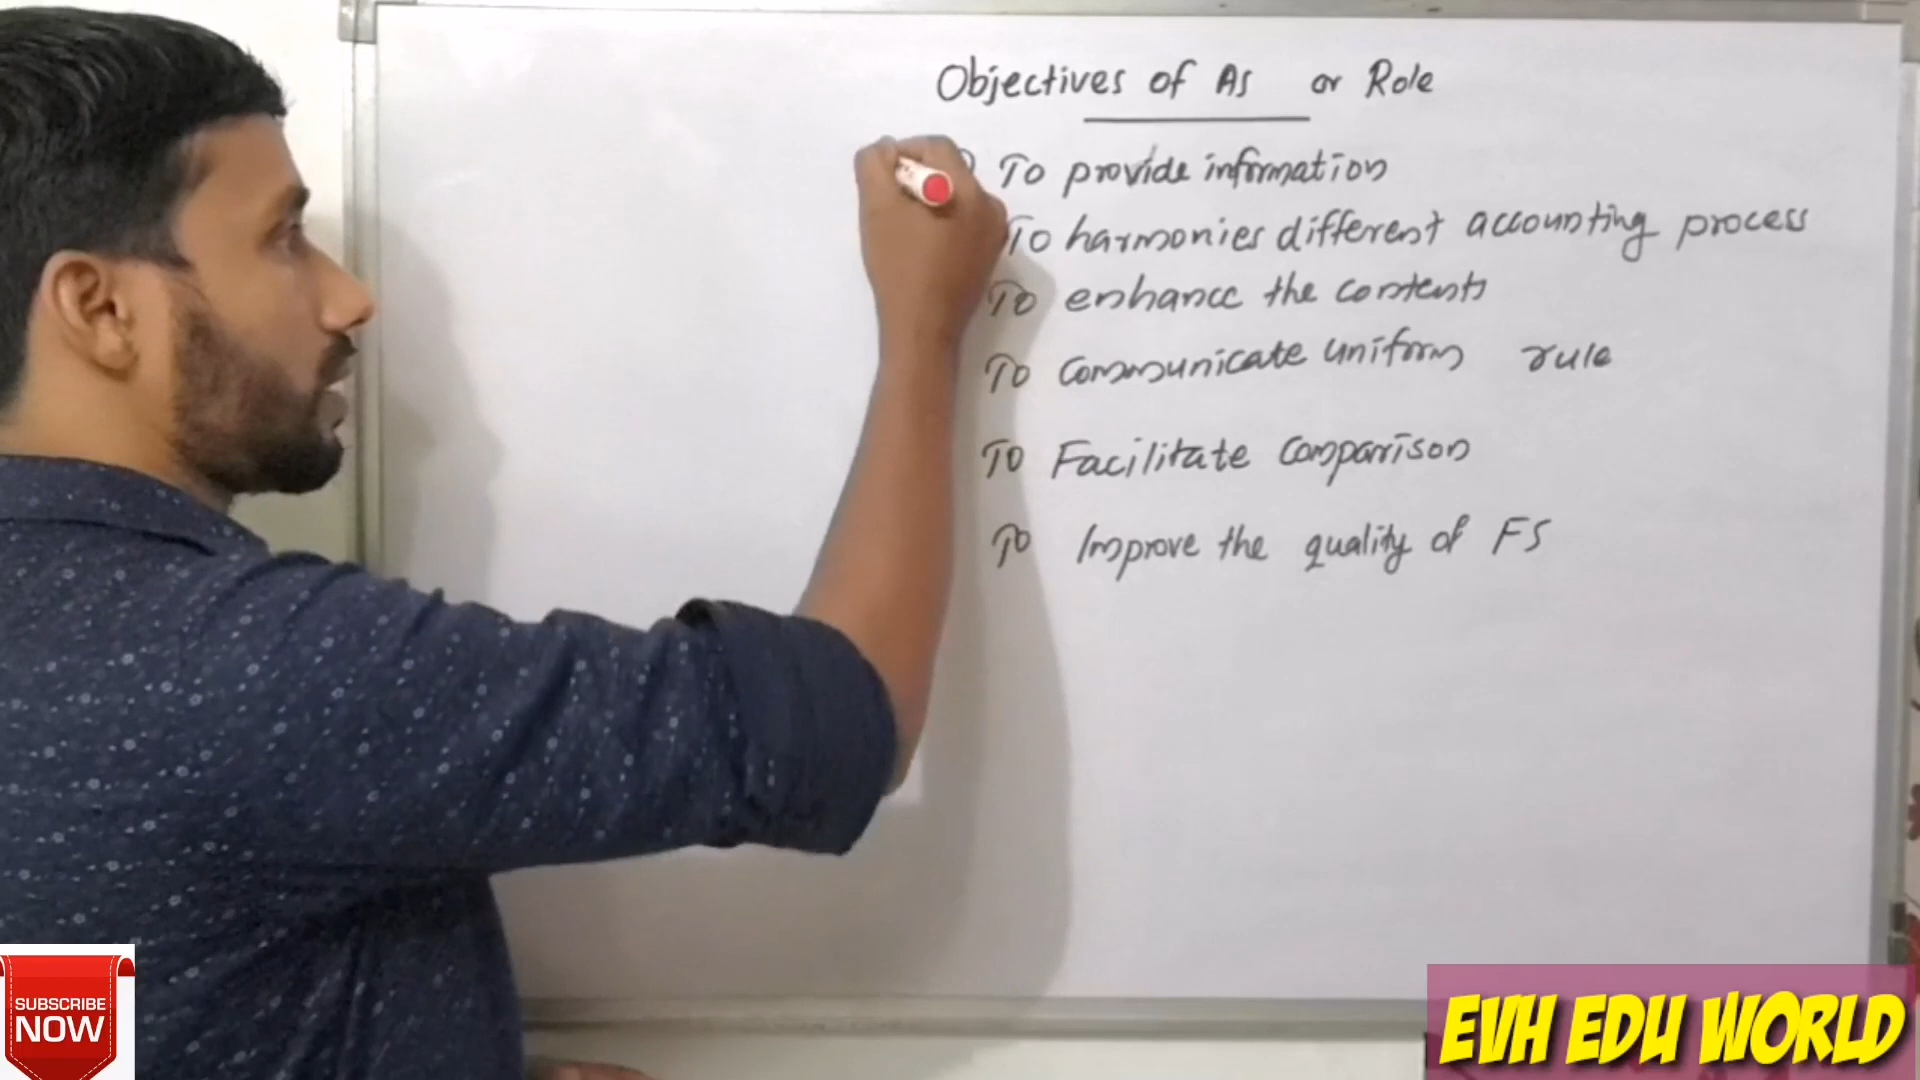 Objectives of As or Role
To provide information
To harmonies different accounting process
To enhance the contents
To communicate uniform rule
To Facilitate comparison
To Improve the quality of FS
SUBSCRIBE
NOW
EVH EDU WORLD